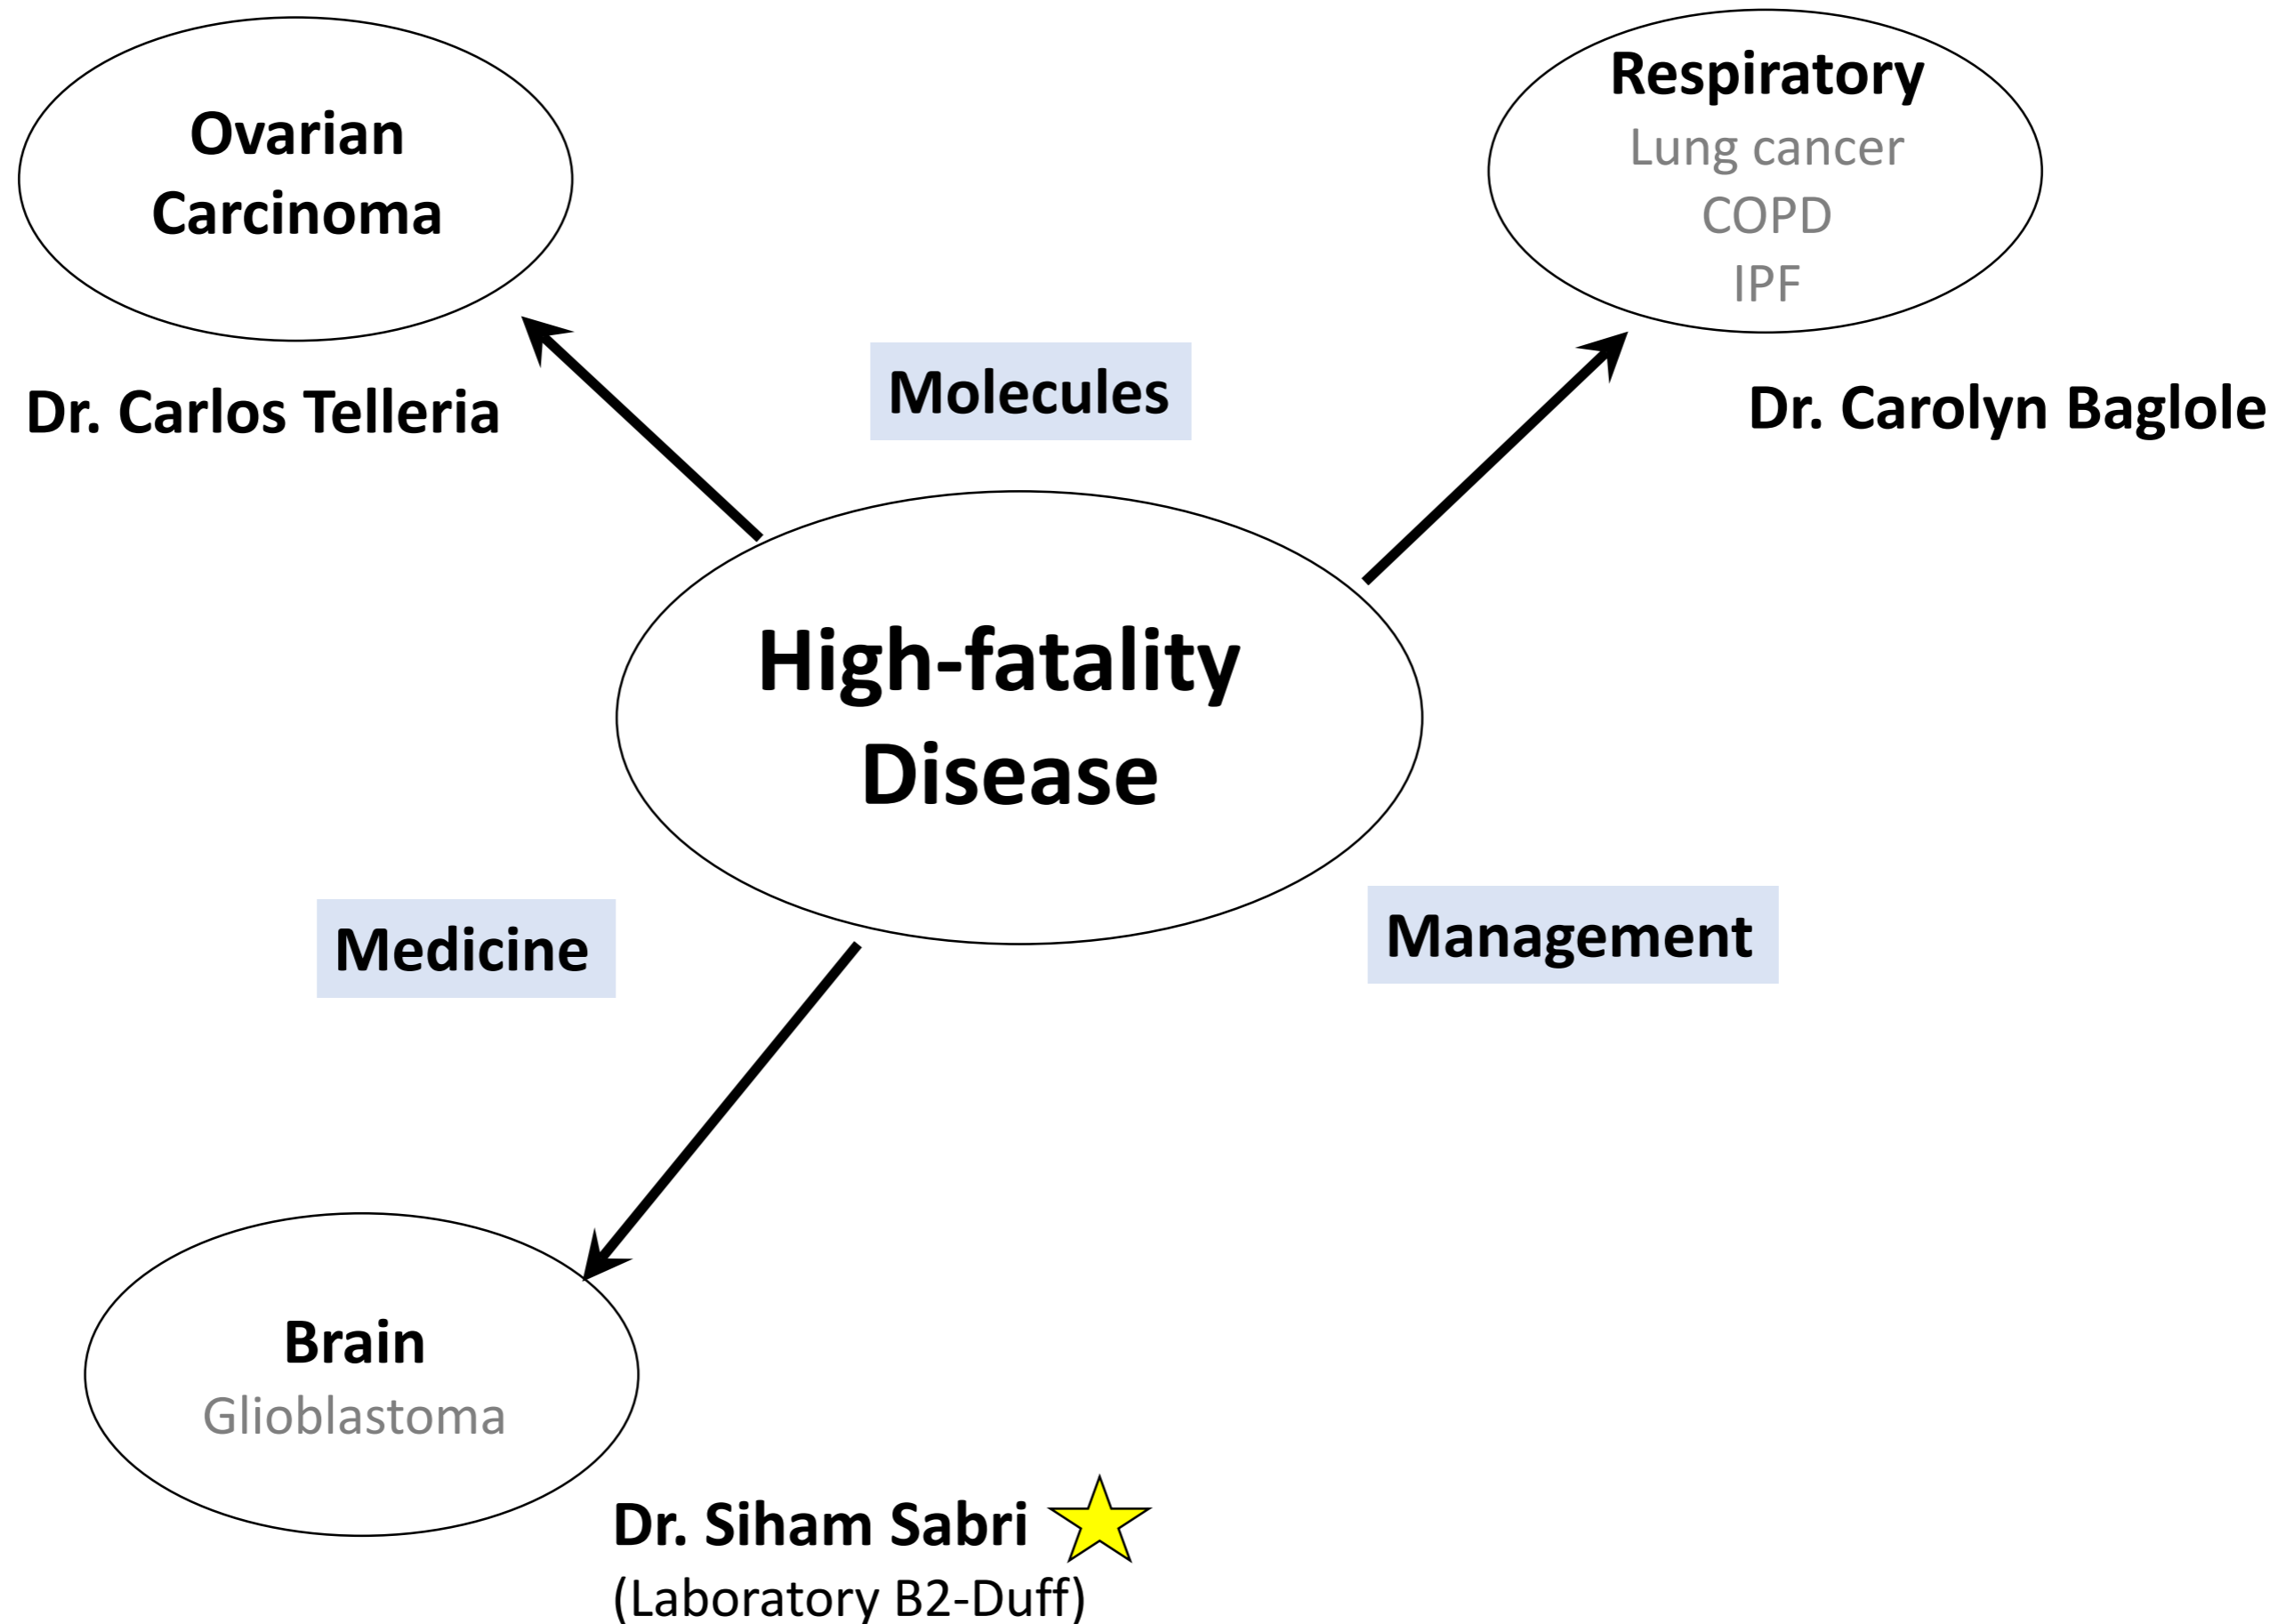 Ovarian
Carcinoma
Dr. Carlos Telleria
Respiratory
Lung cancer
COPD
IPF
Dr. Carolyn Baglole
Molecules
High-fatality
Disease
Medicine
Management
Brain
Glioblastoma
Dr. Siham Sabri
(Laboratory B2-Duff)